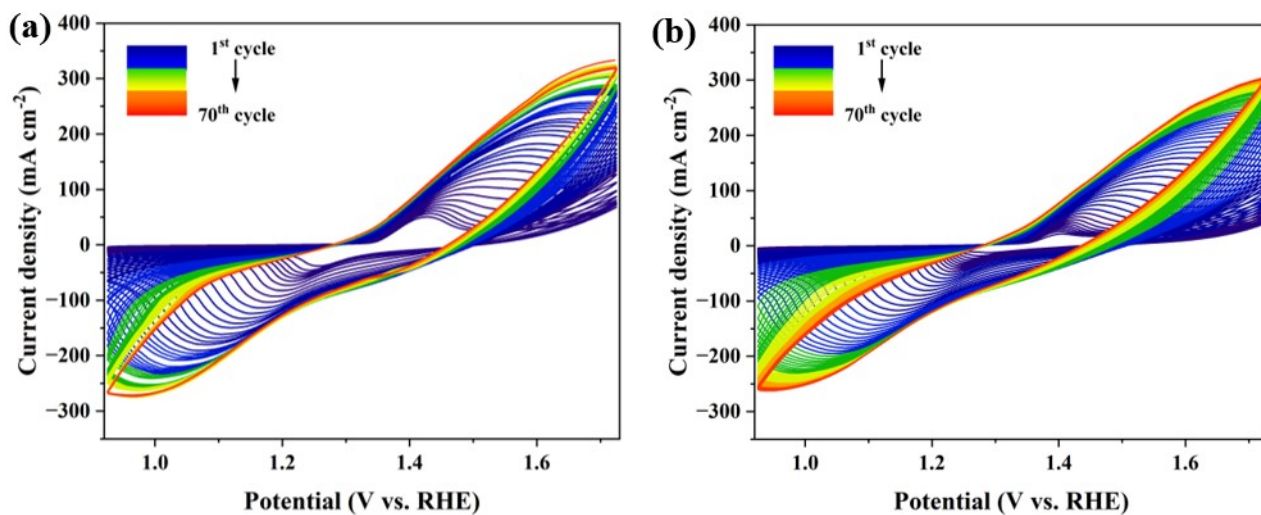 (a)
400
300
200
100
0
−100
−200
−300
1st cycle
70th cycle
Current density (mA cm-2)
1.0 1.2 1.4 1.6
Potential (V vs. RHE)
(b)
400
300
200
100
0
−100
−200
−300
1st cycle
70th cycle
Current density (mA cm-2)
1.0 1.2 1.4 1.6
Potential (V vs. RHE)